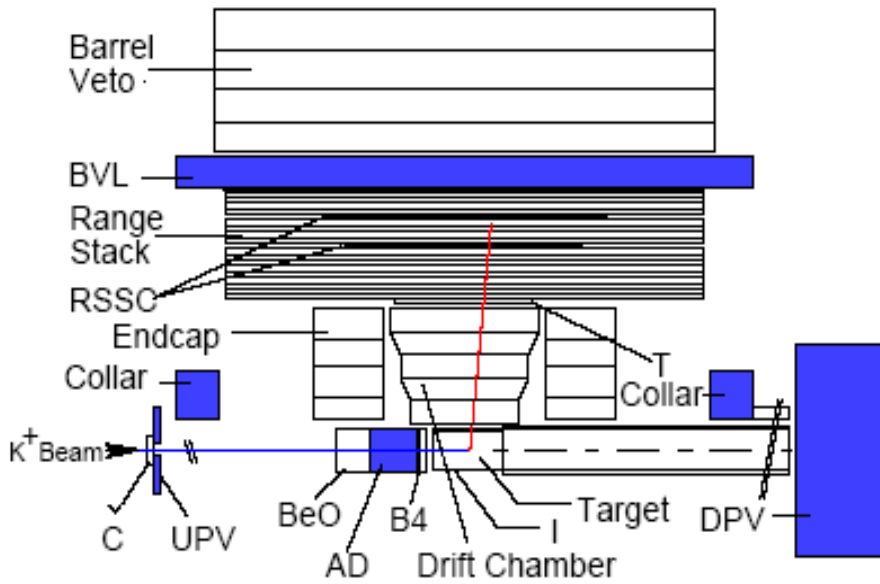 Barrel
Veto
BVL
Range
Stack
RSSC
Endcap
T
Collar
Collar
K+ Beam
C
UPV
BeO
AD
B4
Drift Chamber
I
Target
DPV